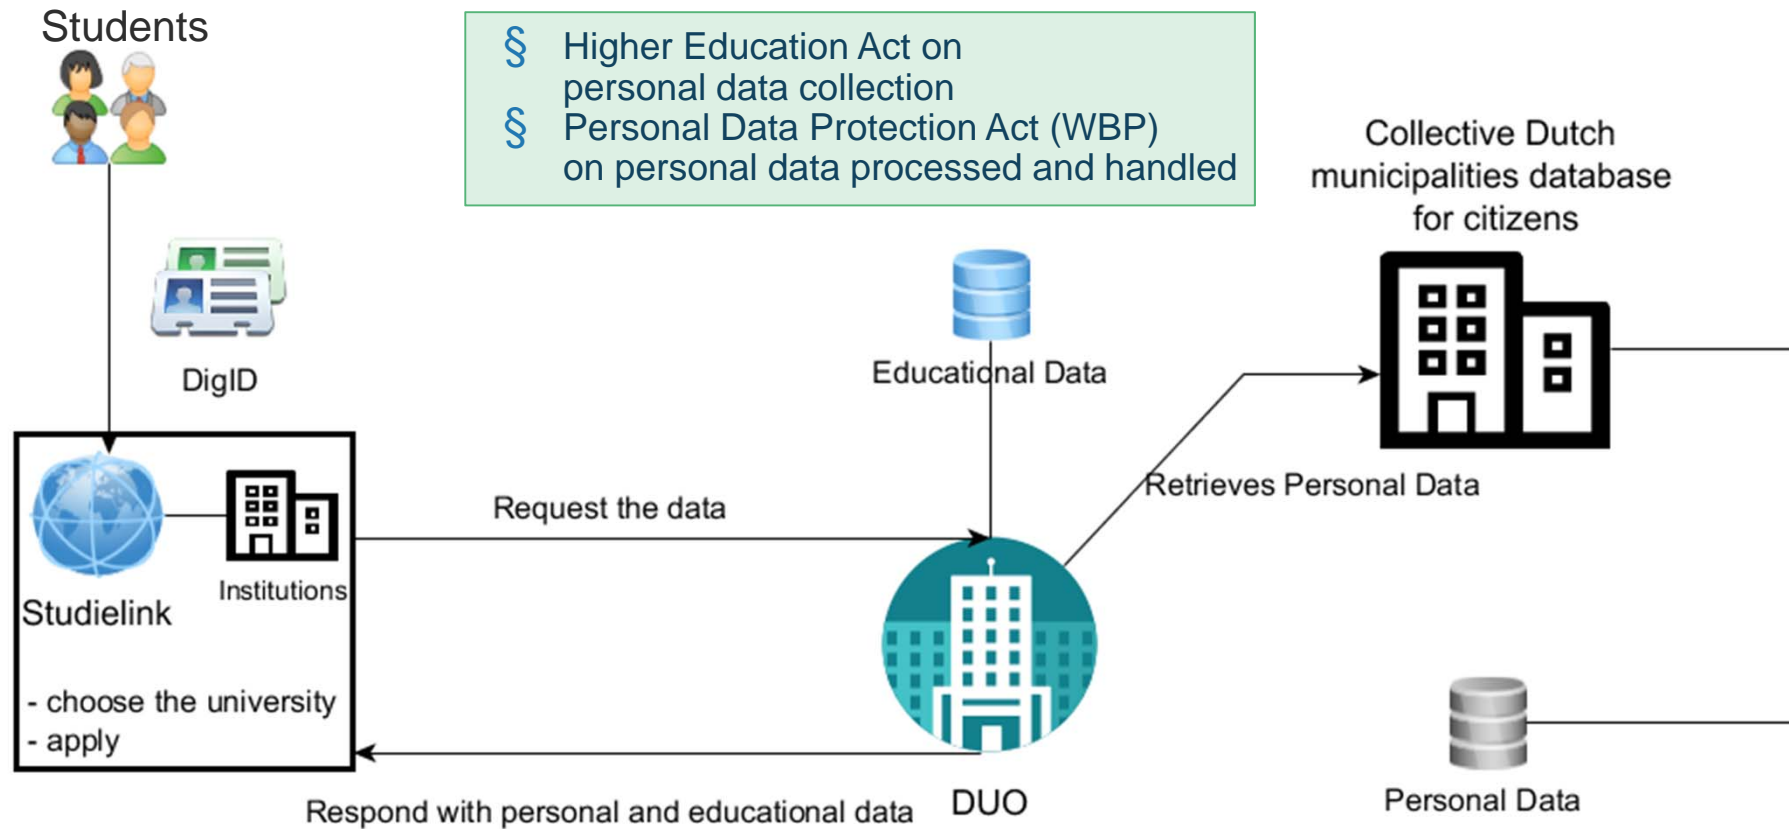 Students
§ Higher Education Act on
personal data collection
§ Personal Data Protection Act (WBP)
on personal data processed and handled
Collective Dutch
municipalities database
for citizens
DigID
Educational Data
Retrieves Personal Data
Request the data
Institutions
Studielink
- choose the university
- apply
Respond with personal and educational data
DUO
Personal Data